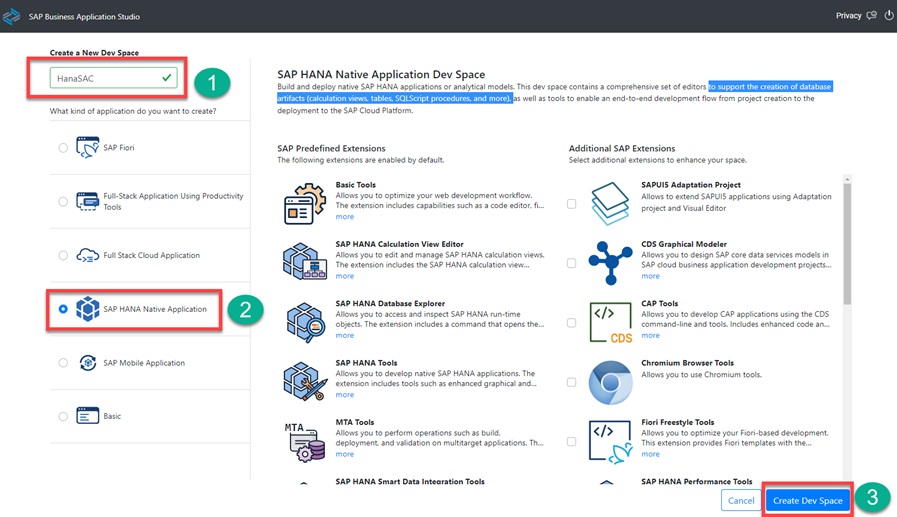 SAP Business Application Studio
Privacy
Create a New Dev Space
HanaSAC
1
What kind of application do you want to create?
SAP Fiori
Full-Stack Application Using Productivity
Tools
Full Stack Cloud Application
SAP HANA Native Application
2
SAP Mobile Application
Basic
SAP HANA Native Application Dev Space
Build and deploy native SAP HANA applications or analytical models. This dev space contains a comprehensive set of editors to support the creation of database
artifacts (calculation views, tables, SQLScript procedures, and more), as well as tools to enable an end-to-end development flow from project creation to the
deployment to the SAP Cloud Platform.
SAP Predefined Extensions
The following extensions are enabled by default.
Basic Tools
Allows you to optimize your web development workflow.
The extension includes capabilities such as a code editor, fi...
more
SAP HANA Calculation View Editor
Allows you to edit and manage SAP HANA calculation views.
The extension includes the SAP HANA calculation view...
more
SAP HANA Database Explorer
Allows you to access and inspect SAP HANA run-time
objects. The extension includes a command that opens the...
more
SAP HANA Tools
Allows you to develop native SAP HANA applications. The
extension includes tools such as enhanced graphical and...
more
MTA
MTA Tools
Allows you to perform operations such as build,
deployment, and validation on multitarget applications. Th...
more
SAP HANA Smart Data Integration Tools
Additional SAP Extensions
Select additional extensions to enhance your space.
SAPUI5 Adaptation Project
Allows to extend SAPUI5 applications using Adaptation
project and Visual Editor
CDS Graphical Modeler
Allows you to design SAP core data services models in
SAP cloud business application development projects...
more
</>
CDS
CAP Tools
Allows you to develop CAP applications using the CDS
command-line and tools. Includes enhanced code an...
more
Chromium Browser Tools
Allows you to use Chromium tools.
</>
Fiori Freestyle Tools
Allows you to optimize your Fiori-based development.
This extension provides Fiori templates with the...
more
SAP HANA Performance Tools
Cancel
Create Dev Space
3